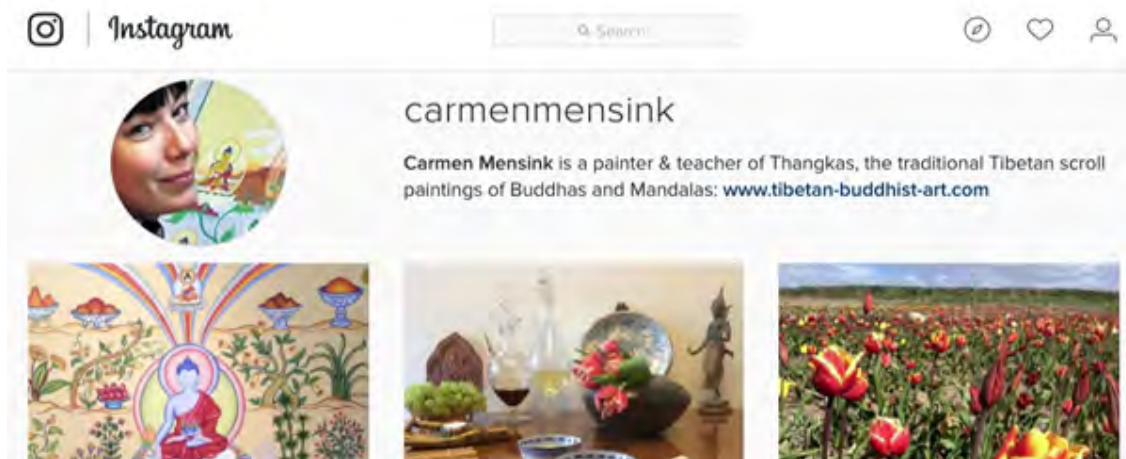 Instagram
Search
carmenmensink
Carmen Mensink is a painter & teacher of Thangkas, the traditional Tibetan scroll
paintings of Buddhas and Mandalas: www.tibetan-buddhist-art.com